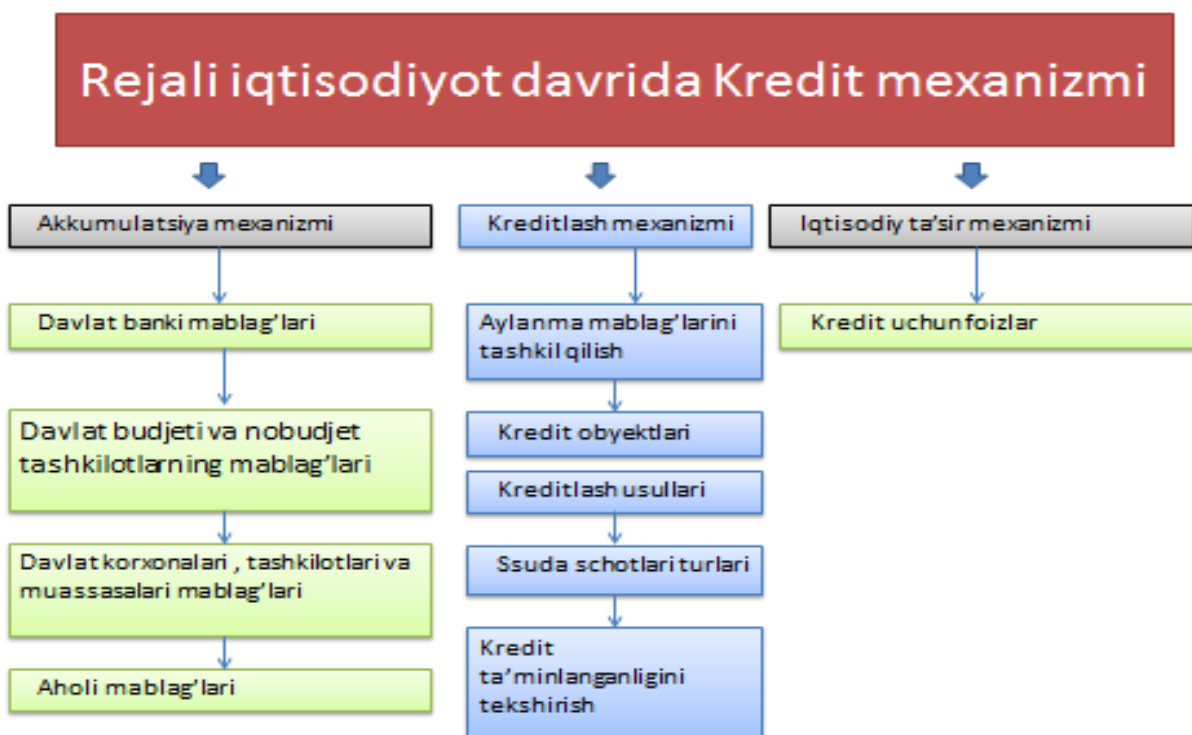 Rejali iqtisodiyot davrida Kredit mexanizmi
Akkumulatsiya mexanizmi
Davlat banki mablag’lari
Davlat budjeti va nobudjet
tashkilotlarning mablag’lari
Davlat korxonalari , tashkilotlari va
muassasalari mablag’lari
Aholi mablag’lari
Kreditlash mexanizmi
Aylanma mablag’larini
tashkil qilish
Kredit obyektlari
Kreditlash usullari
Ssuda schotlari turlari
Kredit
ta’minlanganligini
tekshirish
Iqtisodiy ta’sir mexanizmi
Kredit uchun foizlar